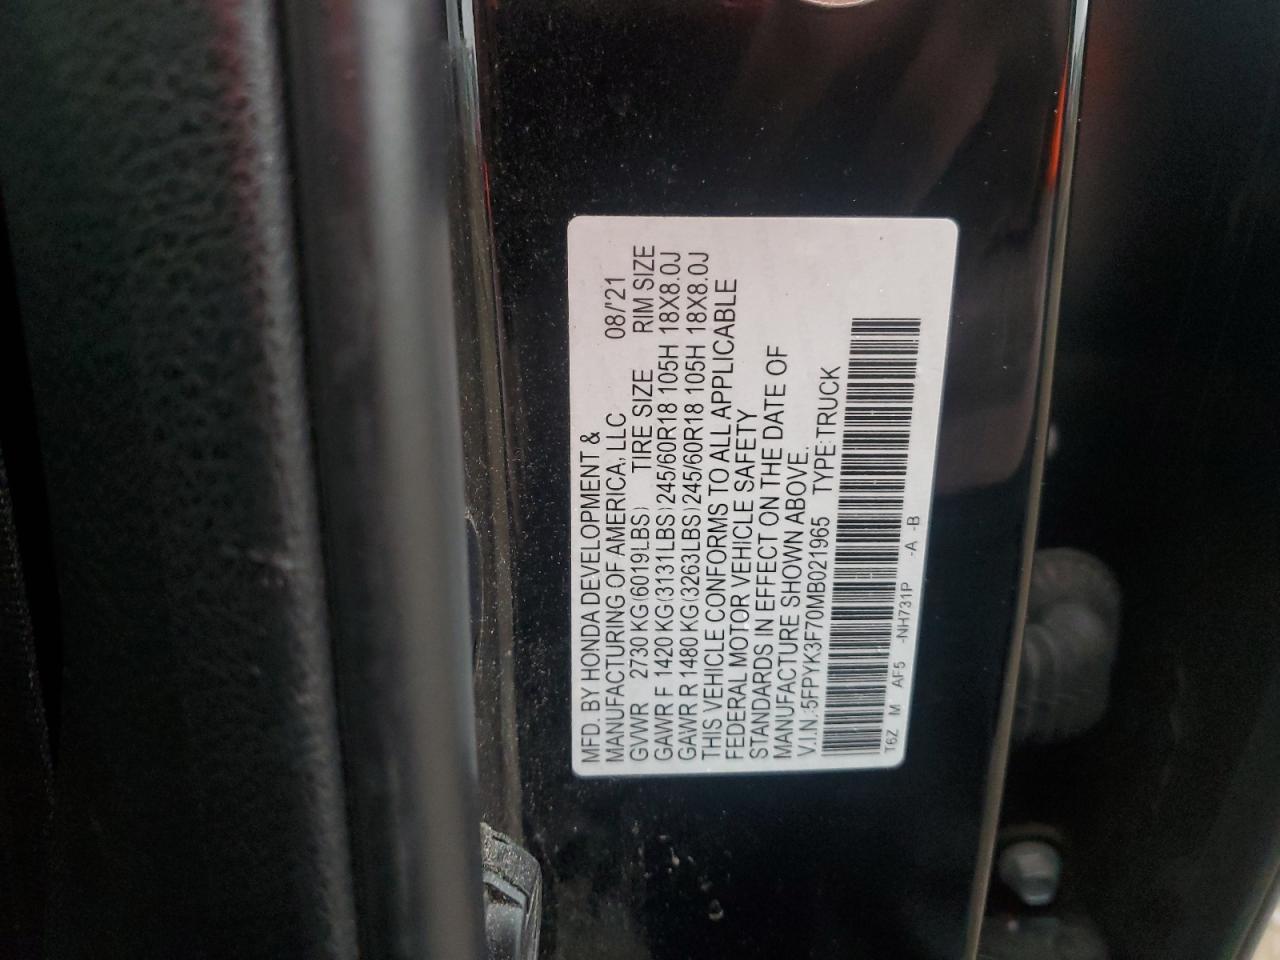 MFD. BY HONDA DEVELOPMENT &
MANUFACTURING OF AMERICA, LLC 08/'21
GVWR 2730 KG(6019LBS) TIRE SIZE RIM SIZE
GAWR F 1420 KG(3131LBS)245/60R18 105H 18X8.0J
GAWR R 1480 KG(3263LBS)245/60R18 105H 18X8.0J
THIS VEHICLE CONFORMS TO ALL APPLICABLE
FEDERAL MOTOR VEHICLE SAFETY
STANDARDS IN EFFECT ON THE DATE OF
MANUFACTURE SHOWN ABOVE.
V.I.N.:5FPYK3F70MB021965 TYPE:TRUCK
T6Z M AF5 -NH731P -A -B